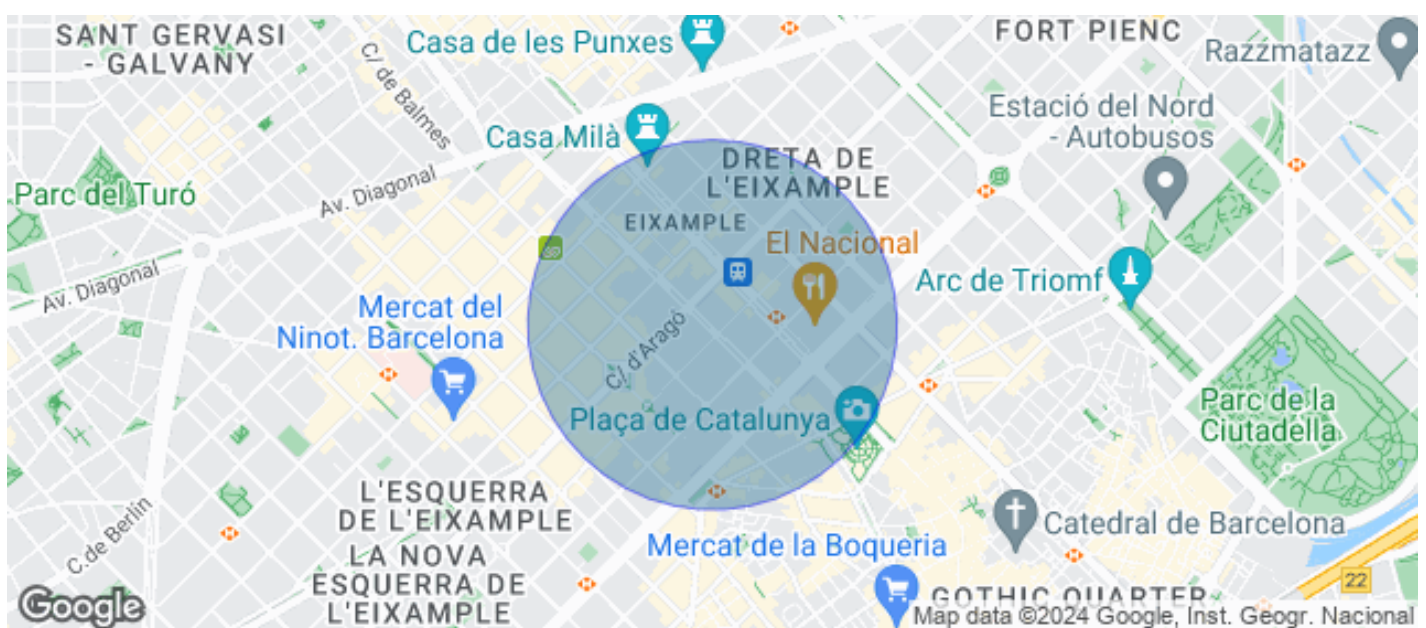 SANT GERVASI
- GALVANY
C/ de Balmes
Casa de les Punxes
FORT PIENC
Razzmatazz
Estació del Nord
- Autobusos
Casa Milà
DRETA DE
L'EIXAMPLE
Parc del Turó
Av. Diagonal
EIXAMPLE
El Nacional
Av. Diagonal
Arc de Triomf
Mercat del
Ninot. Barcelona
C/ d'Aragó
Plaça de Catalunya
Parc de la
Ciutadella
L'ESQUERRA
DE L'EIXAMPLE
C. de Berlín
Catedral de Barcelona
LA NOVA
ESQUERRA DE
L'EIXAMPLE
Mercat de la Boqueria
22
GOTHIC QUARTER
Google
Map data ©2024 Google, Inst. Geogr. Nacional